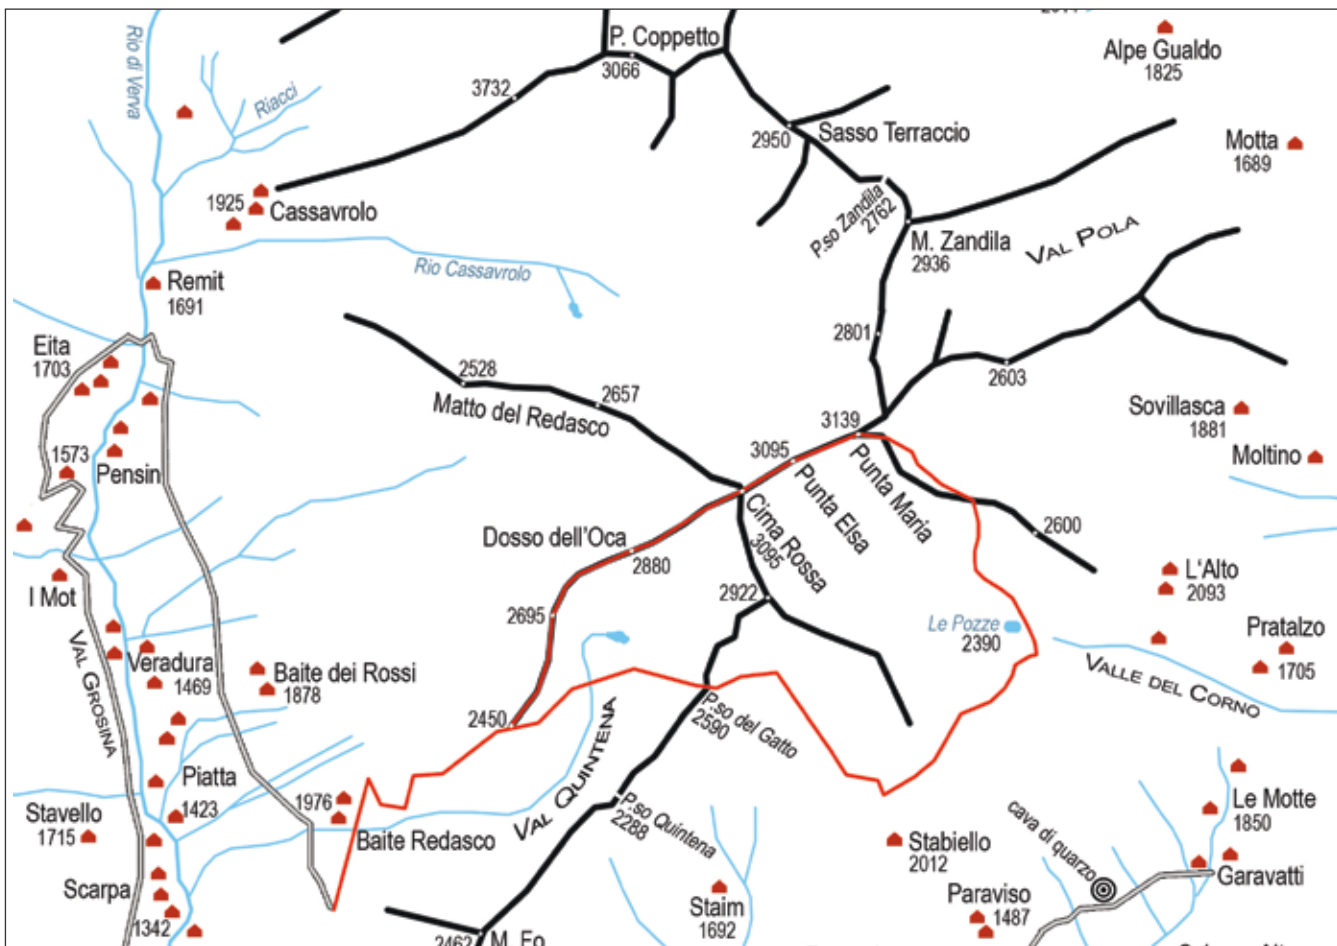 P. Coppetto
3066
Alpe Gualdo
1825
Rio di Verva
Riacci
3732
2950
Sasso Terraccio
Motta
1689
1925
Cassavrolo
P.so Zandila
2762
M. Zandila
2936
VAL POLA
Rio Cassavrolo
Remit
1691
2801
Eita
1703
2528
2657
2603
Matto del Redasco
Sovillasca
1881
3139
3095
Moltino
1573
Pensin
Punta Maria
Punta Elsa
Cima Rossa
3095
2600
Dosso dell'Oca
2880
I Mot
L'Alto
2093
2922
2695
Le Pozze
2390
Pratalzo
1705
VAL GROSINA
Veradura
1469
Baite dei Rossi
1878
VALLE DEL CORNO
2450
P.so del Gatto
2590
VAL QUINTENA
Piatta
1423
1976
Baite Redasco
P.so Quintena
2288
Stavello
1715
Le Motte
1850
cava di quarzo
Stabiello
2012
Garavatti
Scarpa
1342
Staim
1692
Paraviso
1487
2462
M. Fo